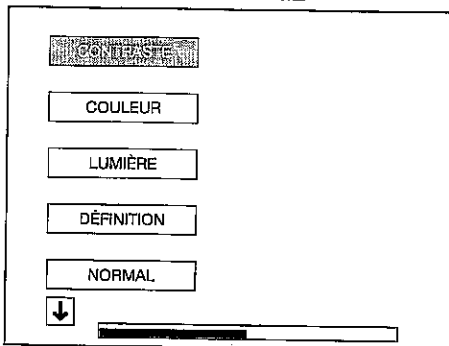 CONTRASTE
COULEUR
LUMIÈRE
DÉFINITION
NORMAL